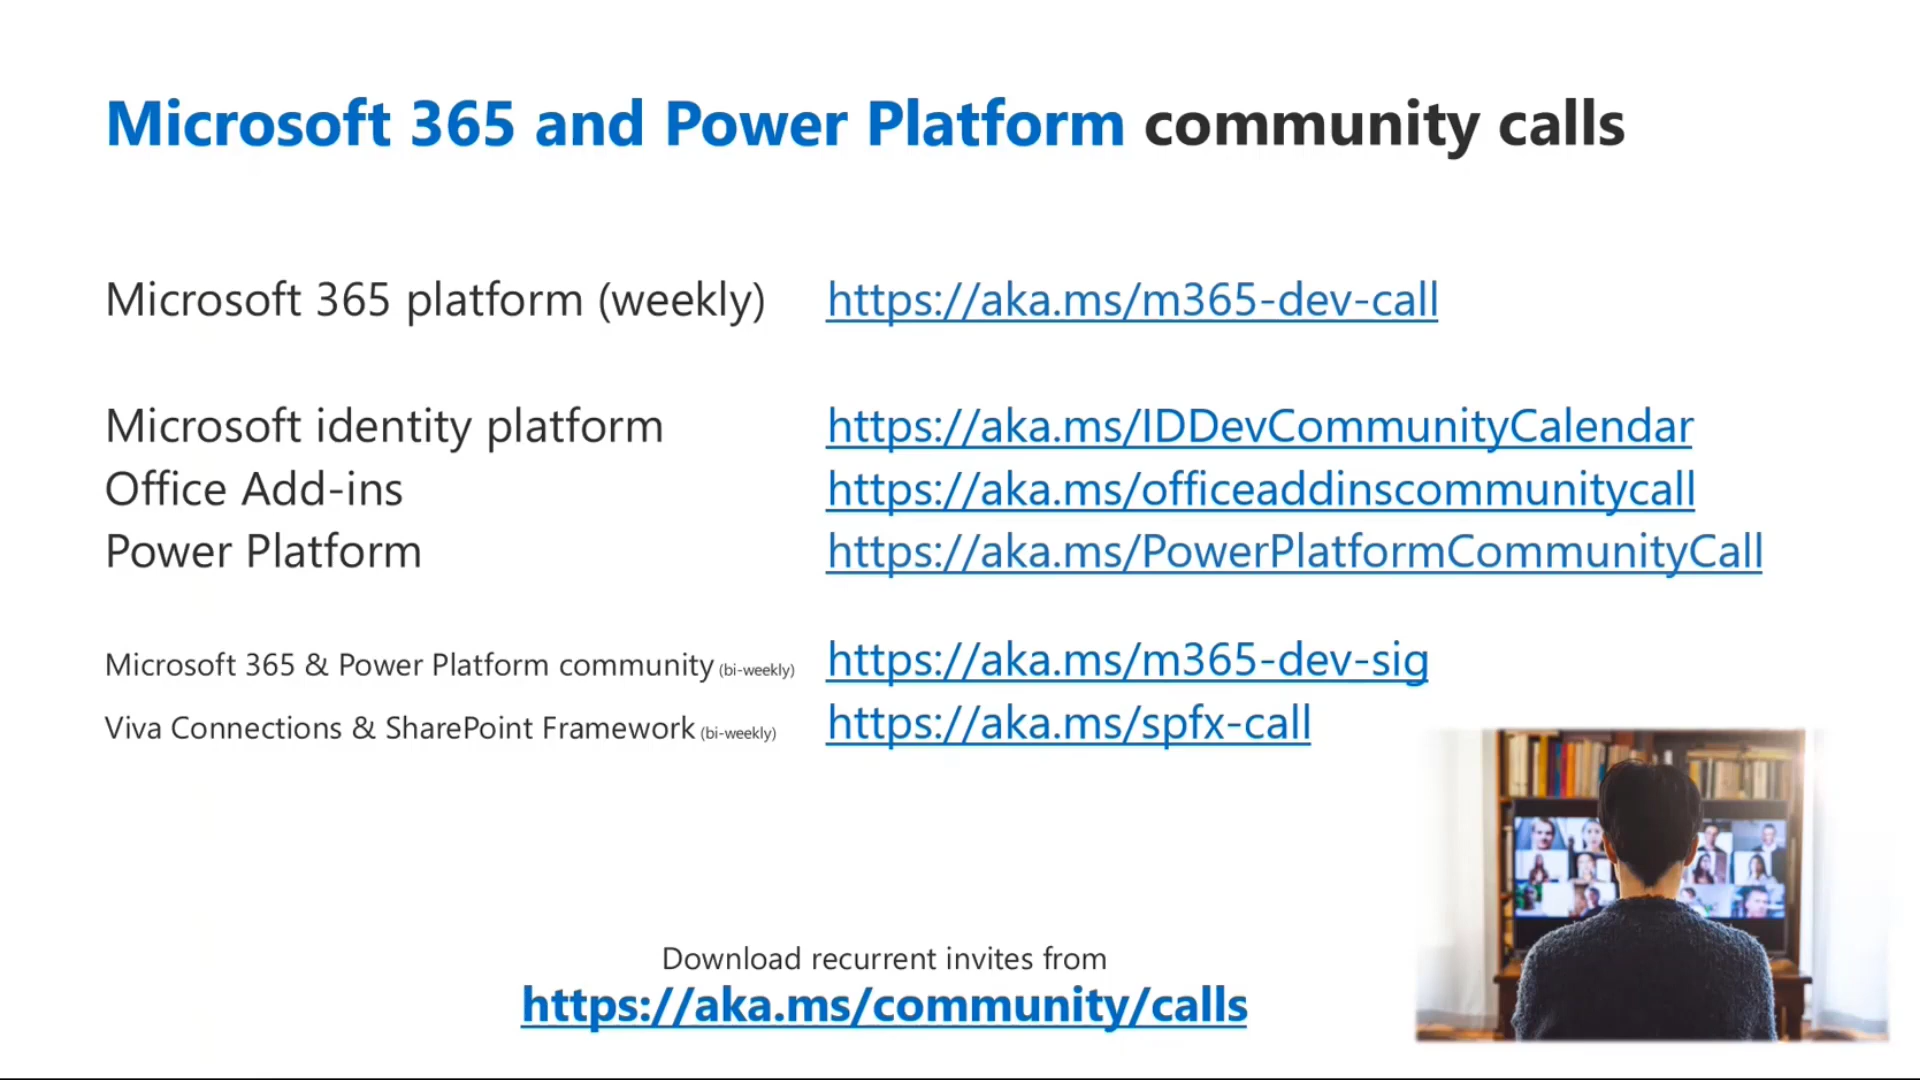 Microsoft 365 and Power Platform community calls
Microsoft 365 platform (weekly) https://aka.ms/m365-dev-call
Microsoft identity platform https://aka.ms/IDDevCommunityCalendar
Office Add-ins https://aka.ms/officeaddinscommunitycall
Power Platform https://aka.ms/PowerPlatformCommunityCall
Microsoft 365 & Power Platform community (bi-weekly) https://aka.ms/m365-dev-sig
Viva Connections & SharePoint Framework (bi-weekly) https://aka.ms/spfx-call
Download recurrent invites from
https://aka.ms/community/calls